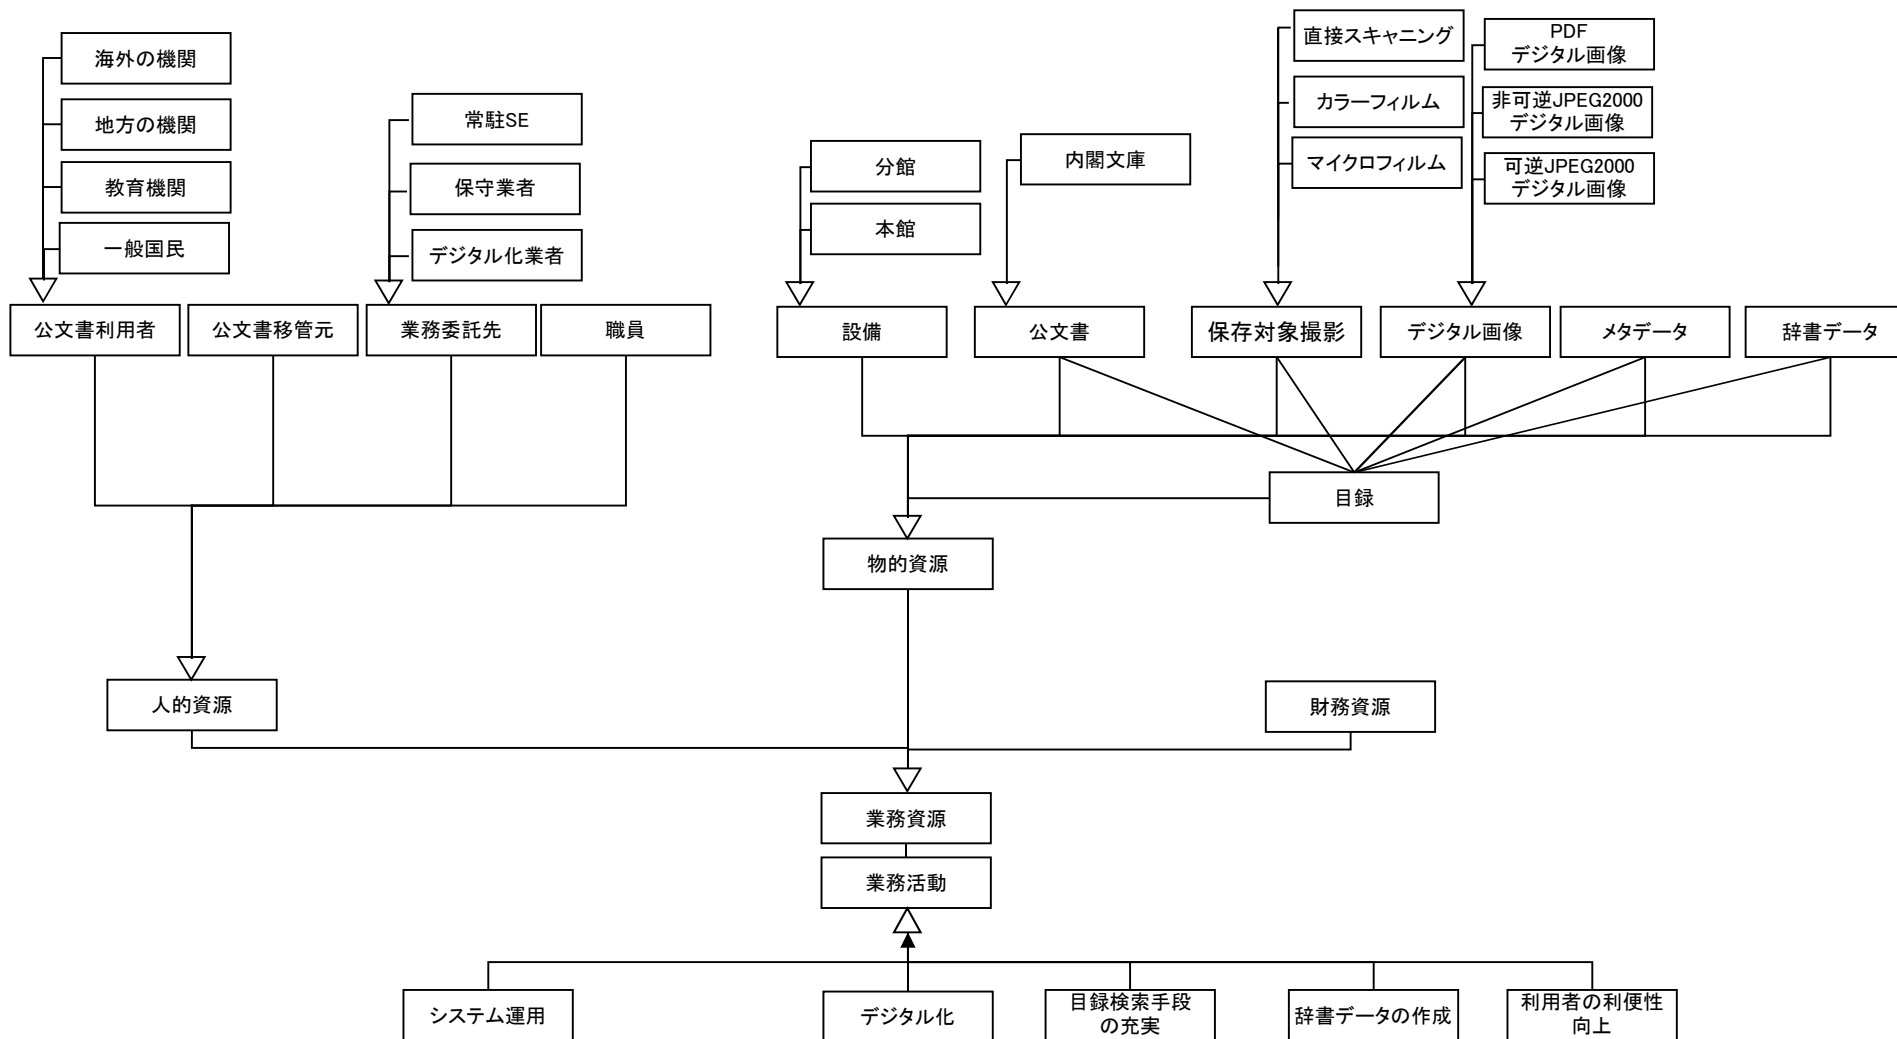 海外の機関
地方の機関
教育機関
一般国民
常駐SE
保守業者
デジタル化業者
分館
本館
内閣文庫
直接スキャニング
カラーフィルム
マイクロフィルム
PDF
デジタル画像
非可逆JPEG2000
デジタル画像
可逆JPEG2000
デジタル画像
公文書利用者
公文書移管元
業務委託先
職員
設備
公文書
保存対象撮影
デジタル画像
メタデータ
辞書データ
目録
物的資源
人的資源
財務資源
業務資源
業務活動
システム運用
デジタル化
目録検索手段
の充実
辞書データの作成
利用者の利便性
向上